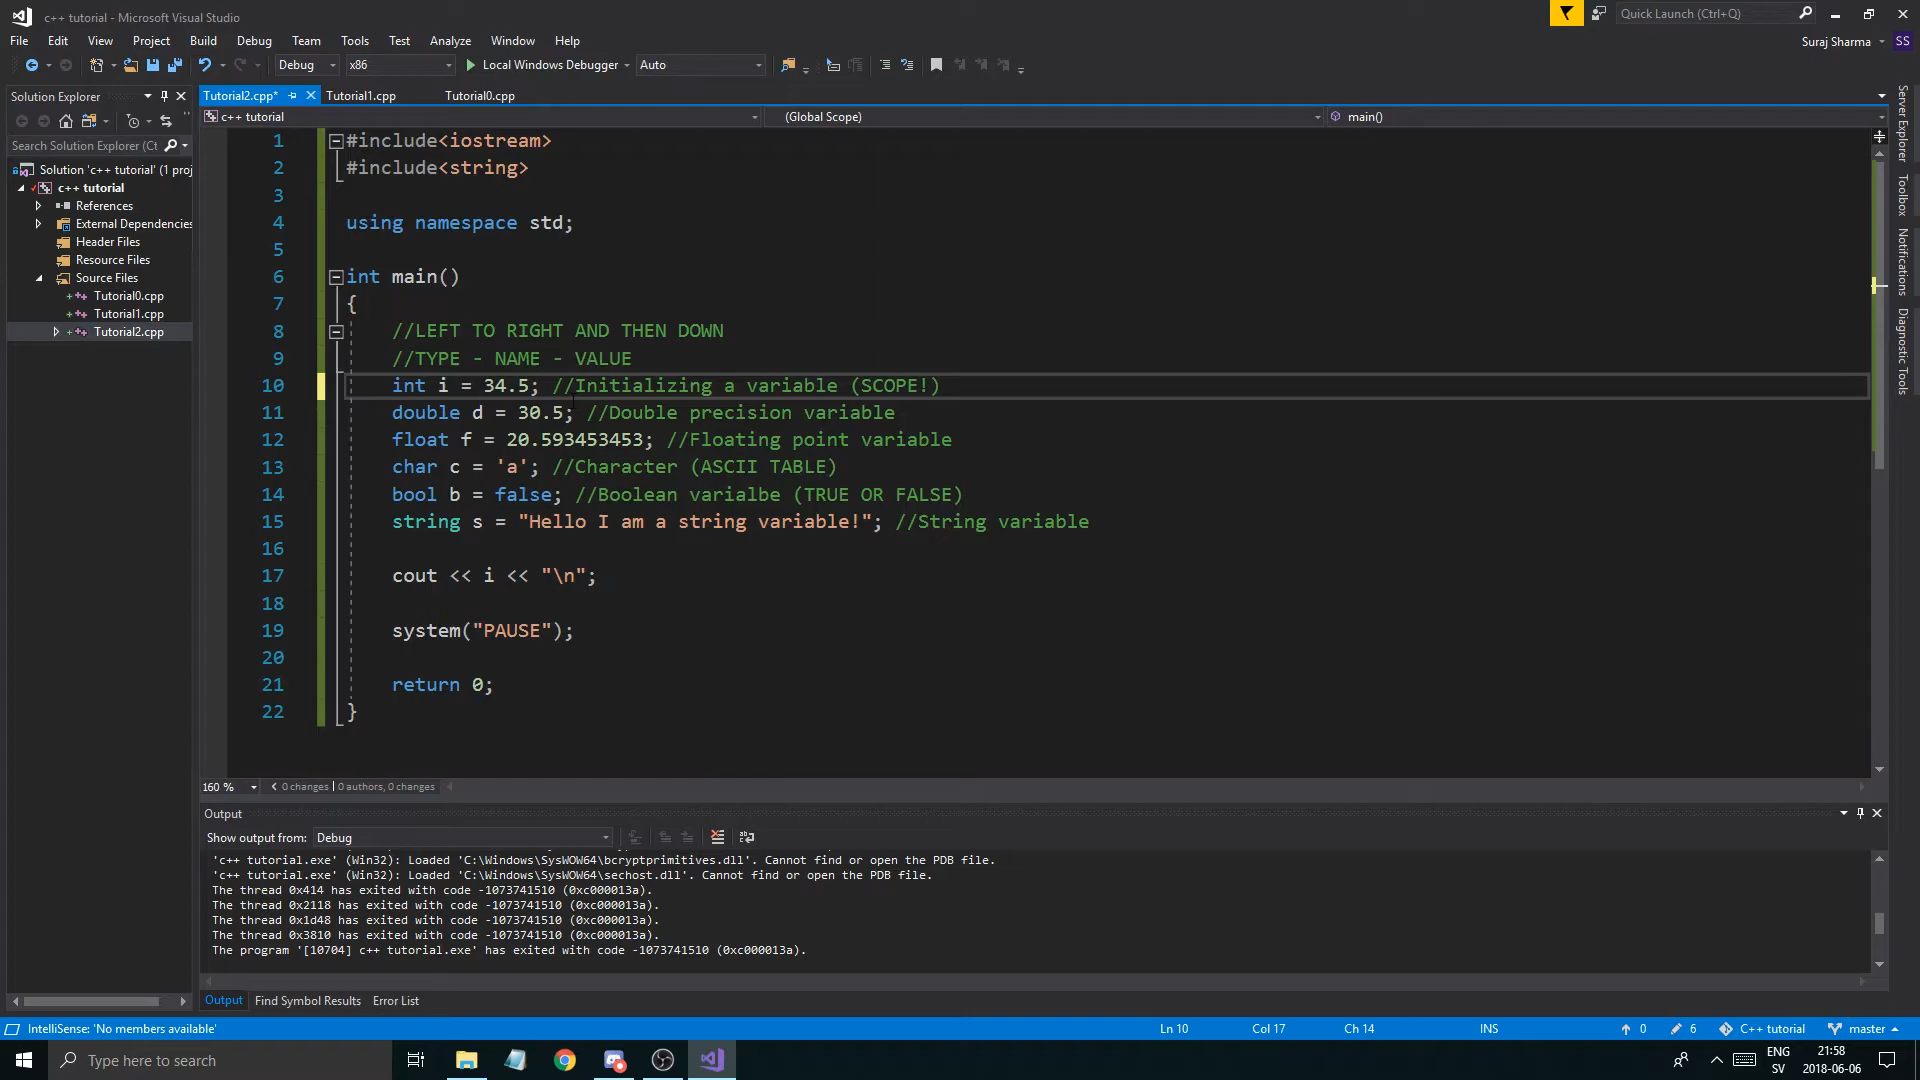 c++ tutorial - Microsoft Visual Studio
Quick Launch (Ctrl+Q)
File Edit View Project Build Debug Team Tools Test Analyze Window Help
Suraj Sharma SS
Debug x86 Local Windows Debugger Auto
Solution Explorer
Search Solution Explorer (Ct
Solution 'c++ tutorial' (1 proj
c++ tutorial
References
External Dependencies
Header Files
Resource Files
Source Files
Tutorial0.cpp
Tutorial1.cpp
Tutorial2.cpp
Tutorial2.cpp* Tutorial1.cpp Tutorial0.cpp
c++ tutorial (Global Scope) main()
1 #include<iostream>
2 #include<string>
3
4 using namespace std;
5
6 int main()
7 {
8 //LEFT TO RIGHT AND THEN DOWN
9 //TYPE - NAME - VALUE
10 int i = 34.5; //Initializing a variable (SCOPE!)
11 double d = 30.5; //Double precision variable
12 float f = 20.593453453; //Floating point variable
13 char c = 'a'; //Character (ASCII TABLE)
14 bool b = false; //Boolean varialbe (TRUE OR FALSE)
15 string s = "Hello I am a string variable!"; //String variable
16
17 cout << i << "\n";
18
19 system("PAUSE");
20
21 return 0;
22 }
Server Explorer
Toolbox
Notifications
Diagnostic Tools
160 % 0 changes | 0 authors, 0 changes
Output
Show output from: Debug
'c++ tutorial.exe' (Win32): Loaded 'C:\Windows\SysWOW64\bcryptprimitives.dll'. Cannot find or open the PDB file.
'c++ tutorial.exe' (Win32): Loaded 'C:\Windows\SysWOW64\sechost.dll'. Cannot find or open the PDB file.
The thread 0x414 has exited with code -1073741510 (0xc000013a).
The thread 0x2118 has exited with code -1073741510 (0xc000013a).
The thread 0x1d48 has exited with code -1073741510 (0xc000013a).
The thread 0x3810 has exited with code -1073741510 (0xc000013a).
The program '[10704] c++ tutorial.exe' has exited with code -1073741510 (0xc000013a).
Output Find Symbol Results Error List
IntelliSense: 'No members available' Ln 10 Col 17 Ch 14 INS 0 6 C++ tutorial master
Type here to search
ENG
SV
21:58
2018-06-06